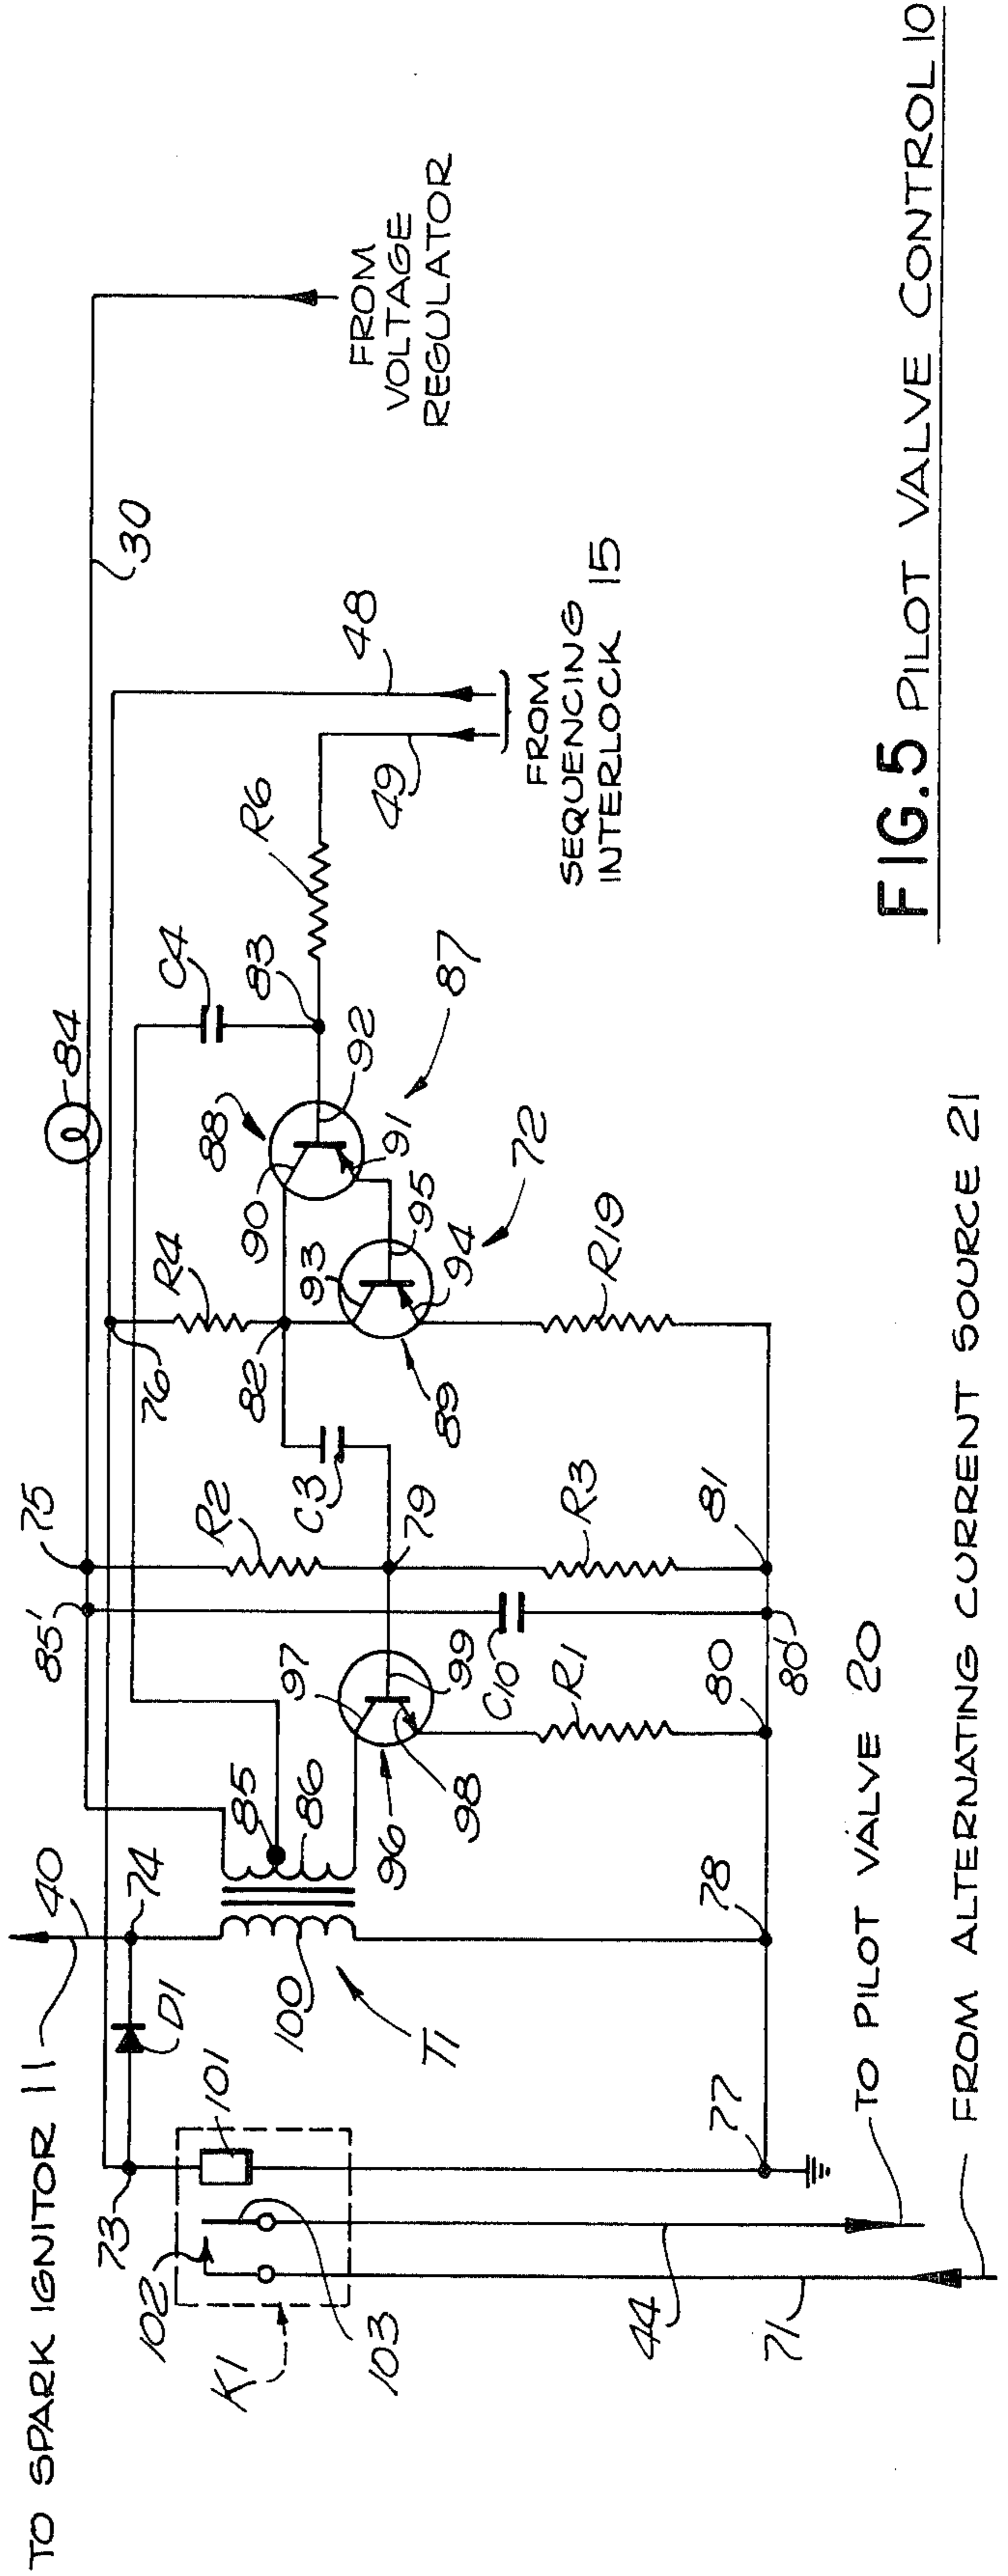 TO SPARK IGNITOR 11
40
74
D1
73
101
102
K1
103
100
T1
85
86
96
97
98
99
85'
75
R2
C10
R1
79
C3
R3
78
77
80
80'
81
76
R4
82
90
93
88
89
84
C4
83
92
91
95
94
87
72
R19
R6
49
48
30
FROM
VOLTAGE
REGULATOR
FROM
SEQUENCING
INTERLOCK 15
44
71
TO PILOT VALVE 20
FROM ALTERNATING CURRENT SOURCE 21
FIG.5 PILOT VALVE CONTROL 10